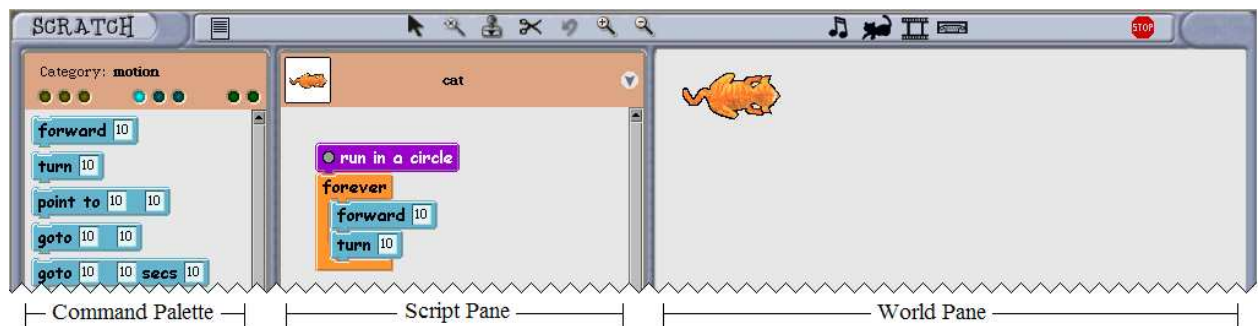 SCRATCH
STOP
Category: motion
cat
forward 10
turn 10
point to 10 10
goto 10 10
goto 10 10 secs 10
run in a circle
forever
forward 10
turn 10
Command Palette
Script Pane
World Pane